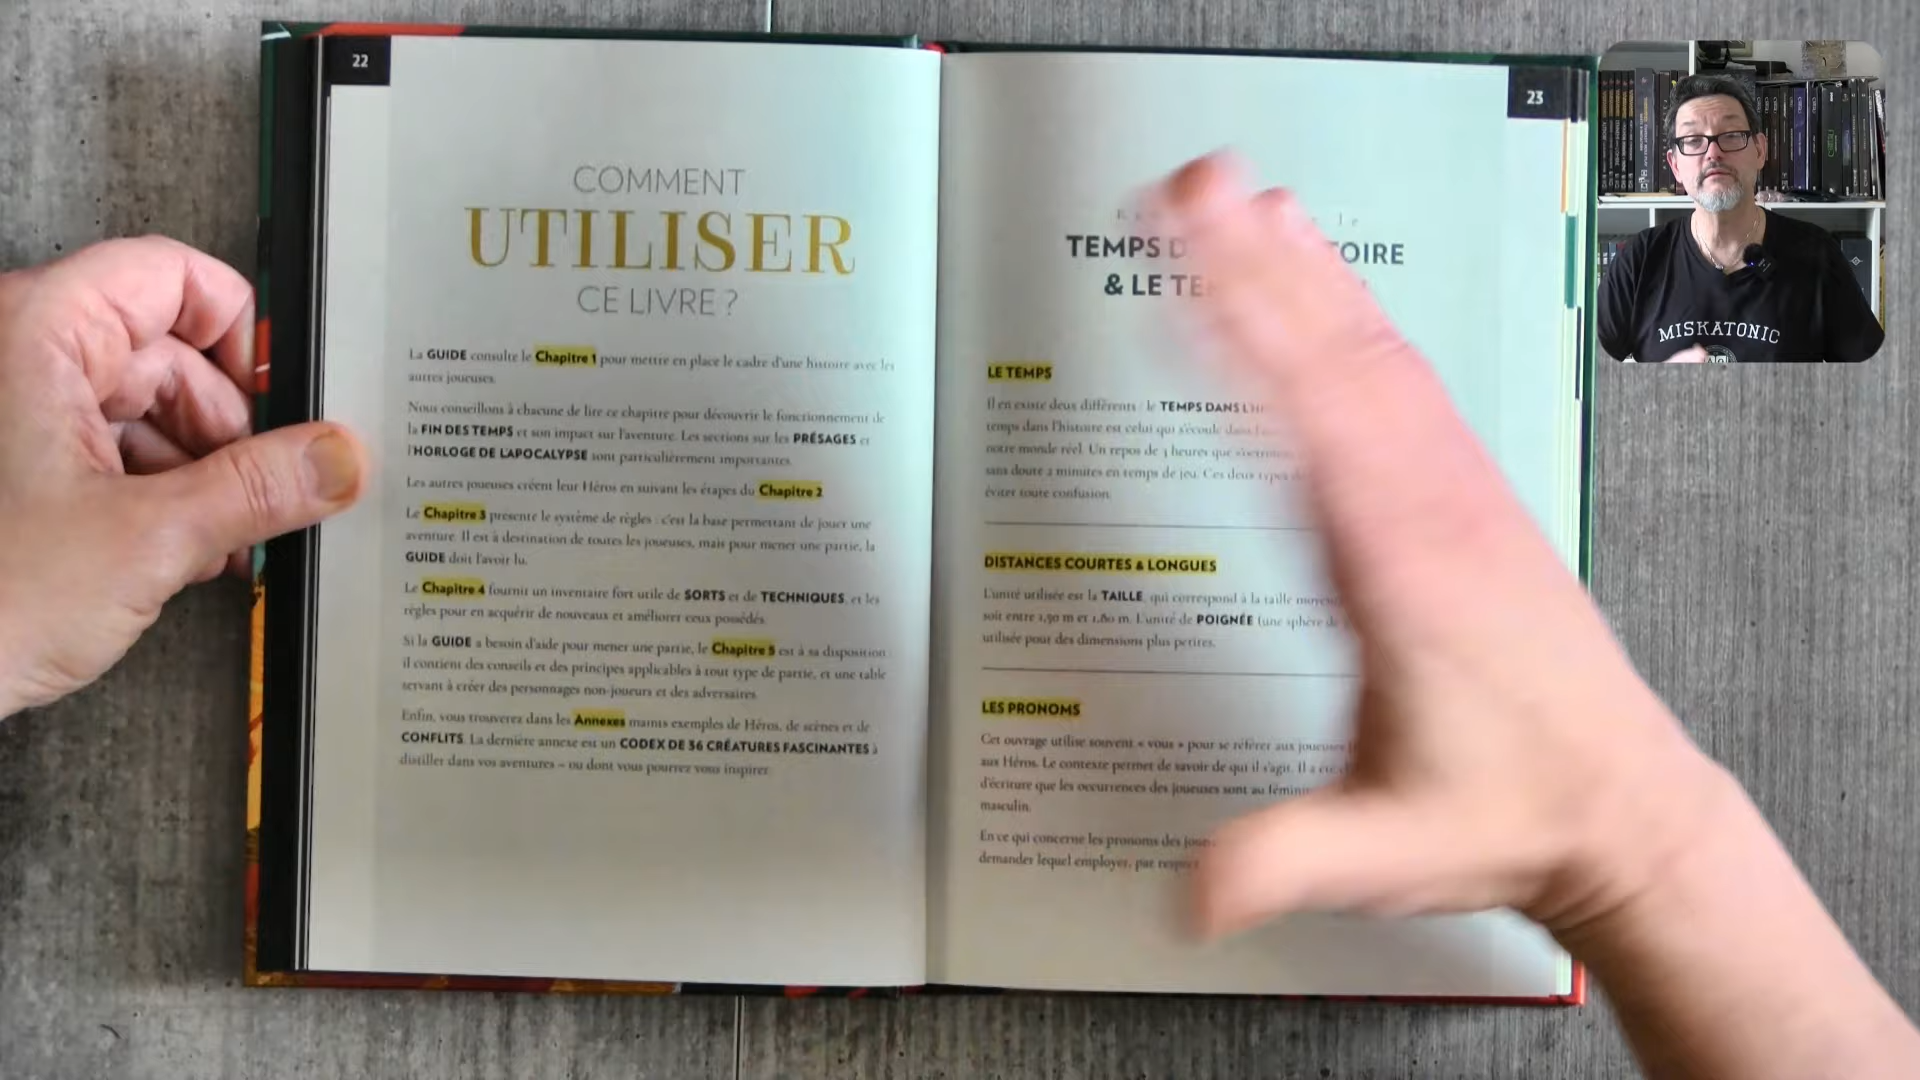 22
COMMENT
UTILISER
CE LIVRE ?
La GUIDE consulte le Chapitre 1 pour mettre en place le cadre d'une histoire avec les
autres joueuses.
Nous conseillons à chacune de lire ce chapitre pour découvrir le fonctionnement de
la FIN DES TEMPS et son impact sur l'aventure. Les sections sur les PRÉSAGES et
l'HORLOGE DE L'APOCALYPSE sont particulièrement importantes.
Les autres joueuses créent leur Héros en suivant les étapes du Chapitre 2
Le Chapitre 3 présente le système de règles : c'est la base permettant de jouer une
aventure. Il est à destination de toutes les joueuses, mais pour mener une partie, la
GUIDE doit l'avoir lu.
Le Chapitre 4 fournit un inventaire fort utile de SORTS et de TECHNIQUES, et les
règles pour en acquérir de nouveaux et améliorer ceux possédés.
Si la GUIDE a besoin d'aide pour mener une partie, le Chapitre 5 est à sa disposition :
il contient des conseils et des principes applicables à tout type de partie, et une table
servant à créer des personnages non-joueurs et des adversaires.
Enfin, vous trouverez dans les Annexes maints exemples de Héros, de scènes et de
CONFLITS. La dernière annexe est un CODEX DE 36 CRÉATURES FASCINANTES à
distiller dans vos aventures – ou dont vous pourrez vous inspirer.
23
le
TEMPS
& LE
LE TEMPS
Il en existe deux différents : le TEMPS DANS
temps dans l'histoire est celui qui s'écoule dans
notre monde réel. Un repos de 3 heures que
sans doute 2 minutes en temps de jeu. Ces deux types
éviter toute confusion.
DISTANCES COURTES & LONGUES
L'unité utilisée est la TAILLE, qui correspond à la taille
soit entre 1,50 m et 1,80 m. L'unité de POIGNÉE (une sphère de
utilisée pour des dimensions plus petites.
LES PRONOMS
Cet ouvrage utilise souvent « vous » pour se référer aux joueuses
aux Héros. Le contexte permet de savoir de qui il s'agit. Il a
d'écriture que les occurrences des joueuses sont au féminin
masculin.
En ce qui concerne les pronoms des
demander lequel employer, par
MISKATONIC